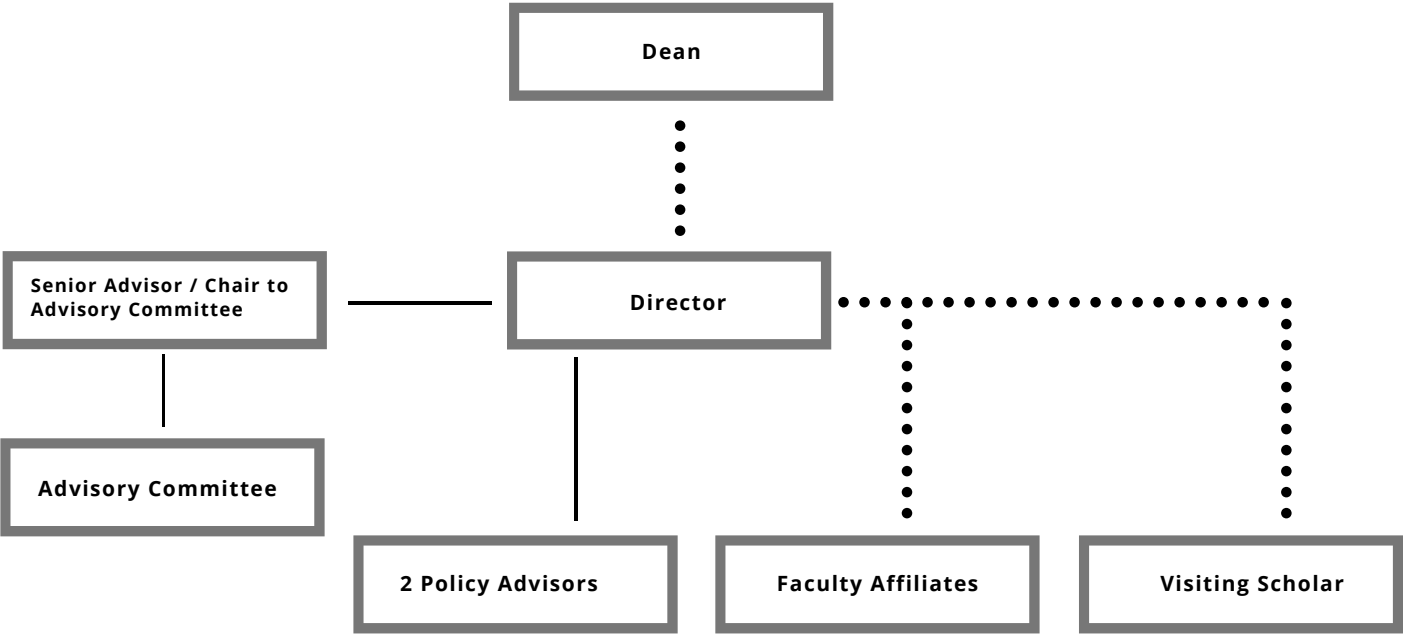 Dean
Senior Advisor / Chair to
Advisory Committee
Director
Advisory Committee
2 Policy Advisors
Faculty Affiliates
Visiting Scholar